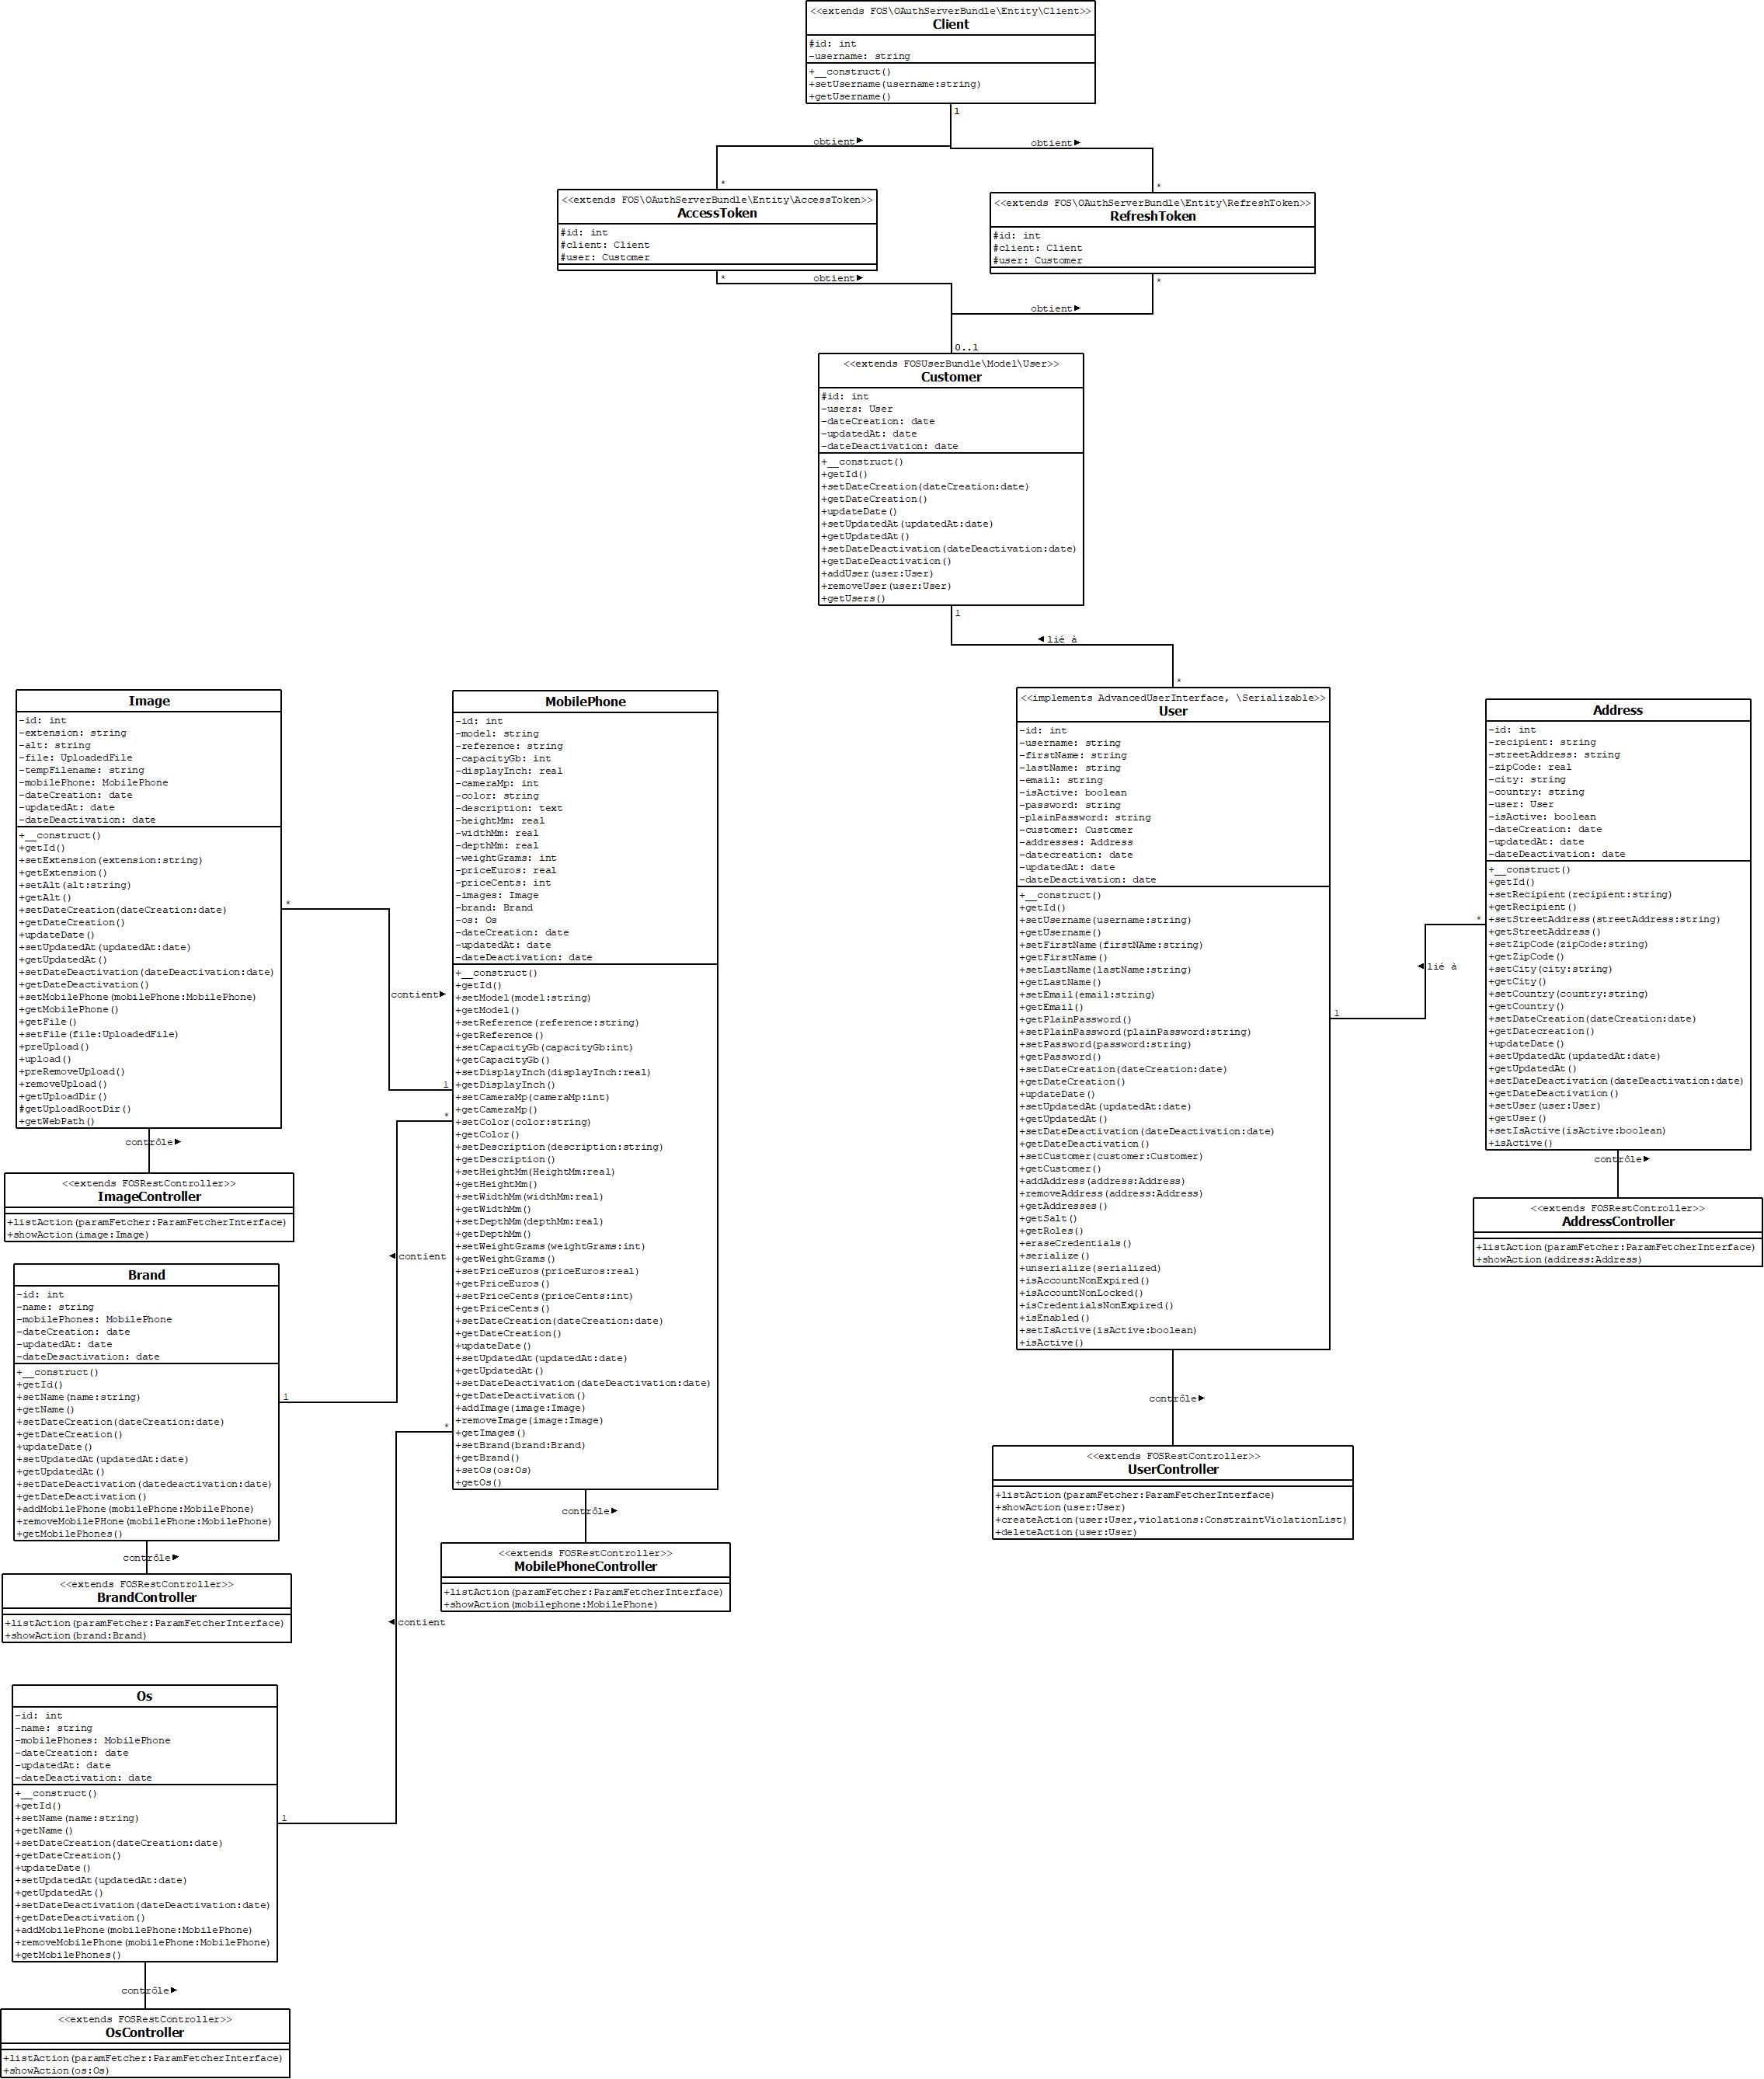 <<extends FOS\OAuthServerBundle\Entity\Client>>
Client
#id: int
-username: string
+__construct()
+setUsername(username:string)
+getUsername()
1
obtient
obtient
*
*
<<extends FOS\OAuthServerBundle\Entity\AccessToken>>
AccessToken
#id: int
#client: Client
#user: Customer
<<extends FOS\OAuthServerBundle\Entity\RefreshToken>>
RefreshToken
#id: int
#client: Client
#user: Customer
*
obtient
*
obtient
0..1
<<extends FOSUserBundle\Model\User>>
Customer
#id: int
-users: User
-dateCreation: date
-updatedAt: date
-dateDeactivation: date
+__construct()
+getId()
+setDateCreation(dateCreation:date)
+getDateCreation()
+updateDate()
+setUpdatedAt(updatedAt:date)
+getUpdatedAt()
+setDateDeactivation(dateDeactivation:date)
+getDateDeactivation()
+addUser(user:User)
+removeUser(user:User)
+getUsers()
1
lié à
*
Image
-id: int
-extension: string
-alt: string
-file: UploadedFile
-tempFilename: string
-mobilePhone: MobilePhone
-dateCreation: date
-updatedAt: date
-dateDeactivation: date
+__construct()
+getId()
+setExtension(extension:string)
+getExtension()
+setAlt(alt:string)
+getAlt()
+setDateCreation(dateCreation:date)
+getDateCreation()
+updateDate()
+setUpdatedAt(updatedAt:date)
+getUpdatedAt()
+setDateDeactivation(dateDeactivation:date)
+getDateDeactivation()
+setMobilePhone(mobilePhone:MobilePhone)
+getMobilePhone()
+getFile()
+setFile(file:UploadedFile)
+preUpload()
+upload()
+preRemoveUpload()
+removeUpload()
+getUploadDir()
#getUploadRootDir()
+getWebPath()
*
contient
1
contrôle
<<extends FOSRestController>>
ImageController
+listAction(paramFetcher:ParamFetcherInterface)
+showAction(image:Image)
MobilePhone
-id: int
-model: string
-reference: string
-capacityGb: int
-displayInch: real
-cameraMp: int
-color: string
-description: text
-heightMm: real
-widthMm: real
-depthMm: real
-weightGrams: int
-priceEuros: real
-priceCents: int
-images: Image
-brand: Brand
-os: Os
-dateCreation: date
-updatedAt: date
-dateDeactivation: date
+__construct()
+getId()
+setModel(model:string)
+getModel()
+setReference(reference:string)
+getReference()
+setCapacityGb(capacityGb:int)
+getCapacityGb()
+setDisplayInch(displayInch:real)
+getDisplayInch()
+setCameraMp(cameraMp:int)
+getCameraMp()
+setColor(color:string)
+getColor()
+setDescription(description:string)
+getDescription()
+setHeightMm(HeightMm:real)
+getHeightMm()
+setWidthMm(widthMm:real)
+getWidthMm()
+setDepthMm(depthMm:real)
+getDepthMm()
+setWeightGrams(weightGrams:int)
+getWeightGrams()
+setPriceEuros(priceEuros:real)
+getPriceEuros()
+setPriceCents(priceCents:int)
+getPriceCents()
+setDateCreation(dateCreation:date)
+getDateCreation()
+updateDate()
+setUpdatedAt(updatedAt:date)
+getUpdatedAt()
+setDateDeactivation(dateDeactivation:date)
+getDateDeactivation()
+addImage(image:Image)
+removeImage(image:Image)
+getImages()
+setBrand(brand:Brand)
+getBrand()
+setOs(os:Os)
+getOs()
contrôle
<<extends FOSRestController>>
MobilePhoneController
+listAction(paramFetcher:ParamFetcherInterface)
+showAction(mobilephone:MobilePhone)
*
contient
1
Brand
-id: int
-name: string
-mobilePhones: MobilePhone
-dateCreation: date
-updatedAt: date
-dateDesactivation: date
+__construct()
+getId()
+setName(name:string)
+getName()
+setDateCreation(dateCreation:date)
+getDateCreation()
+updateDate()
+setUpdatedAt(updatedAt:date)
+getUpdatedAt()
+setDateDeactivation(datedeactivation:date)
+getDateDeactivation()
+addMobilePhone(mobilePhone:MobilePhone)
+removeMobilePHone(mobilePhone:MobilePhone)
+getMobilePhones()
contrôle
<<extends FOSRestController>>
BrandController
+listAction(paramFetcher:ParamFetcherInterface)
+showAction(brand:Brand)
*
contient
1
Os
-id: int
-name: string
-mobilePhones: MobilePhone
-dateCreation: date
-updatedAt: date
-dateDeactivation: date
+__construct()
+getId()
+setName(name:string)
+getName()
+setDateCreation(dateCreation:date)
+getDateCreation()
+updateDate()
+setUpdatedAt(updatedAt:date)
+getUpdatedAt()
+setDateDeactivation(dateDeactivation:date)
+getDateDeactivation()
+addMobilePhone(mobilePhone:MobilePhone)
+removeMobilePhone(mobilePhone:MobilePhone)
+getMobilePhones()
contrôle
<<extends FOSRestController>>
OsController
+listAction(paramFetcher:ParamFetcherInterface)
+showAction(os:Os)
<<implements AdvancedUserInterface, \Serializable>>
User
-id: int
-username: string
-firstName: string
-lastName: string
-email: string
-isActive: boolean
-password: string
-plainPassword: string
-customer: Customer
-addresses: Address
-datecreation: date
-updatedAt: date
-dateDeactivation: date
+__construct()
+getId()
+setUsername(username:string)
+getUsername()
+setFirstName(firstNAme:string)
+getFirstName()
+setLastName(lastName:string)
+getLastName()
+setEmail(email:string)
+getEmail()
+getPlainPassword()
+setPlainPassword(plainPassword:string)
+setPassword(password:string)
+getPassword()
+setDateCreation(dateCreation:date)
+getDateCreation()
+updateDate()
+setUpdatedAt(updatedAt:date)
+getUpdatedAt()
+setDateDeactivation(dateDeactivation:date)
+getDateDeactivation()
+setCustomer(customer:Customer)
+getCustomer()
+addAddress(address:Address)
+removeAddress(address:Address)
+getAddresses()
+getSalt()
+getRoles()
+eraseCredentials()
+serialize()
+unserialize(serialized)
+isAccountNonExpired()
+isAccountNonLocked()
+isCredentialsNonExpired()
+isEnabled()
+setIsActive(isActive:boolean)
+isActive()
contrôle
<<extends FOSRestController>>
UserController
+listAction(paramFetcher:ParamFetcherInterface)
+showAction(user:User)
+createAction(user:User,violations:ConstraintViolationList)
+deleteAction(user:User)
*
lié à
1
Address
-id: int
-recipient: string
-streetAddress: string
-zipCode: real
-city: string
-country: string
-user: User
-isActive: boolean
-dateCreation: date
-updatedAt: date
-dateDeactivation: date
+__construct()
+getId()
+setRecipient(recipient:string)
+getRecipient()
+setStreetAddress(streetAddress:string)
+getStreetAddress()
+setZipCode(zipCode:string)
+getZipCode()
+setCity(city:string)
+getCity()
+setCountry(country:string)
+getCountry()
+setDateCreation(dateCreation:date)
+getDatecreation()
+updateDate()
+setUpdatedAt(updatedAt:date)
+getUpdatedAt()
+setDateDeactivation(dateDeactivation:date)
+getDateDeactivation()
+setUser(user:User)
+getUser()
+setIsActive(isActive:boolean)
+isActive()
contrôle
<<extends FOSRestController>>
AddressController
+listAction(paramFetcher:ParamFetcherInterface)
+showAction(address:Address)